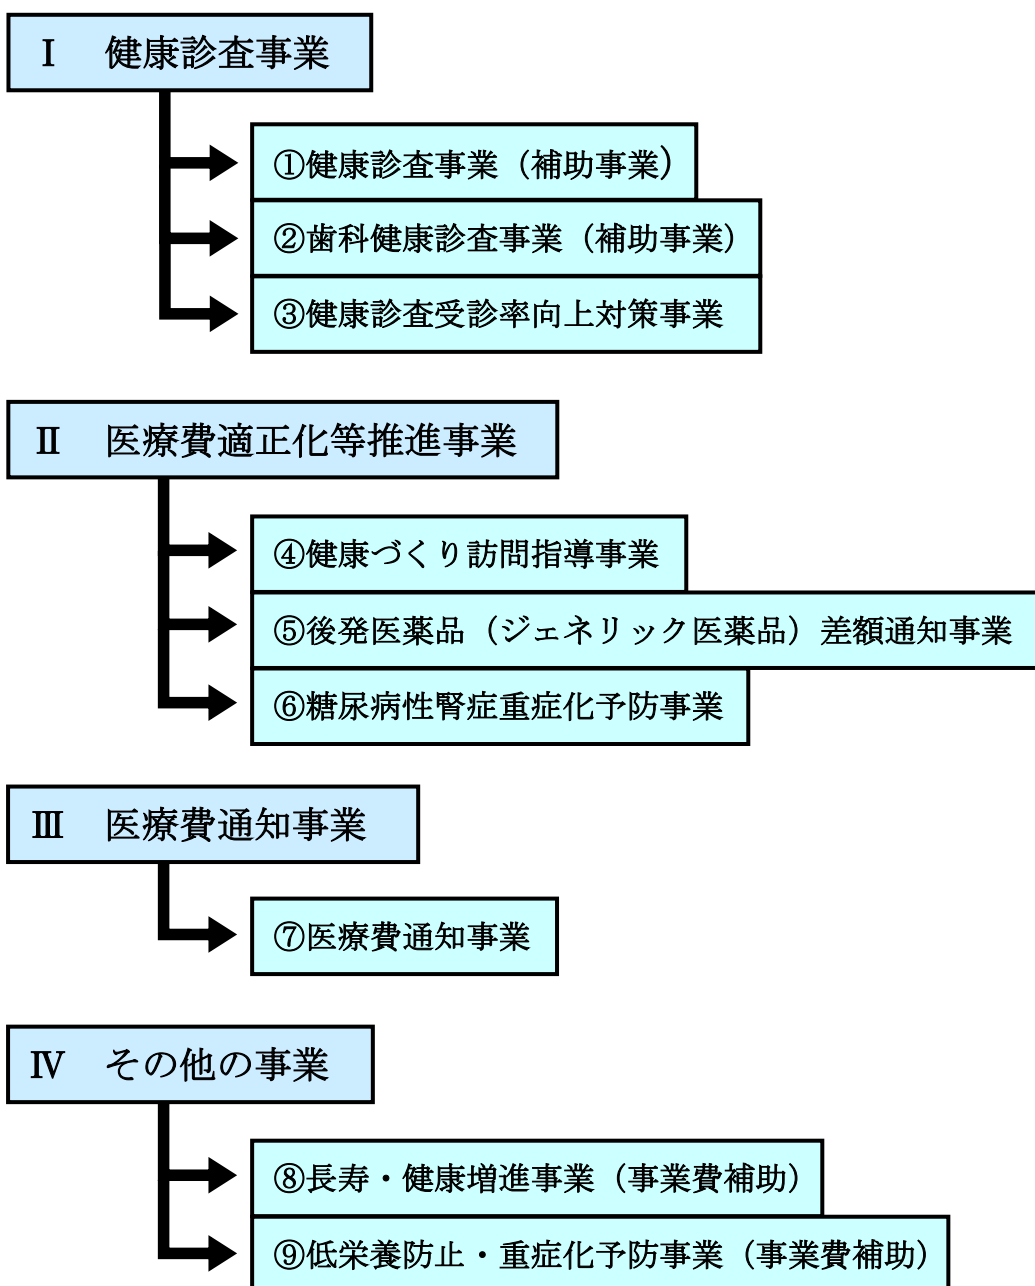 Ⅰ 健康診査事業
①健康診査事業（補助事業）
②歯科健康診査事業（補助事業）
③健康診査受診率向上対策事業
Ⅱ 医療費適正化等推進事業
④健康づくり訪問指導事業
⑤後発医薬品（ジェネリック医薬品）差額通知事業
⑥糖尿病性腎症重症化予防事業
Ⅲ 医療費通知事業
⑦医療費通知事業
Ⅳ その他の事業
⑧長寿・健康増進事業（事業費補助）
⑨低栄養防止・重症化予防事業（事業費補助）